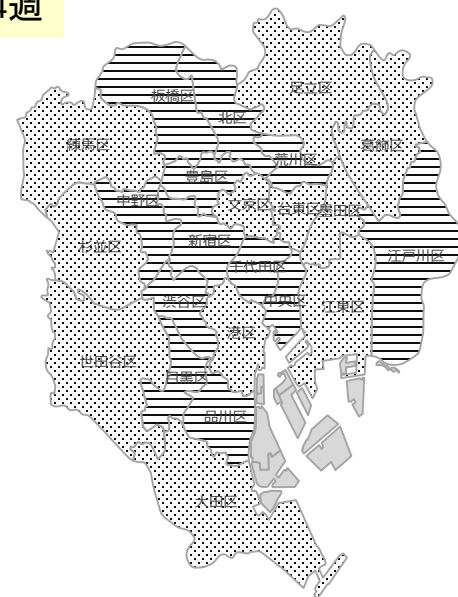 週
足立区
板橋区
北区
練馬区
葛飾区
荒川区
豊島区
中野区
文京区
台東区
墨田区
杉並区
新宿区
江戸川区
千代田区
渋谷区
中央区
江東区
港区
世田谷区
目黒区
品川区
大田区